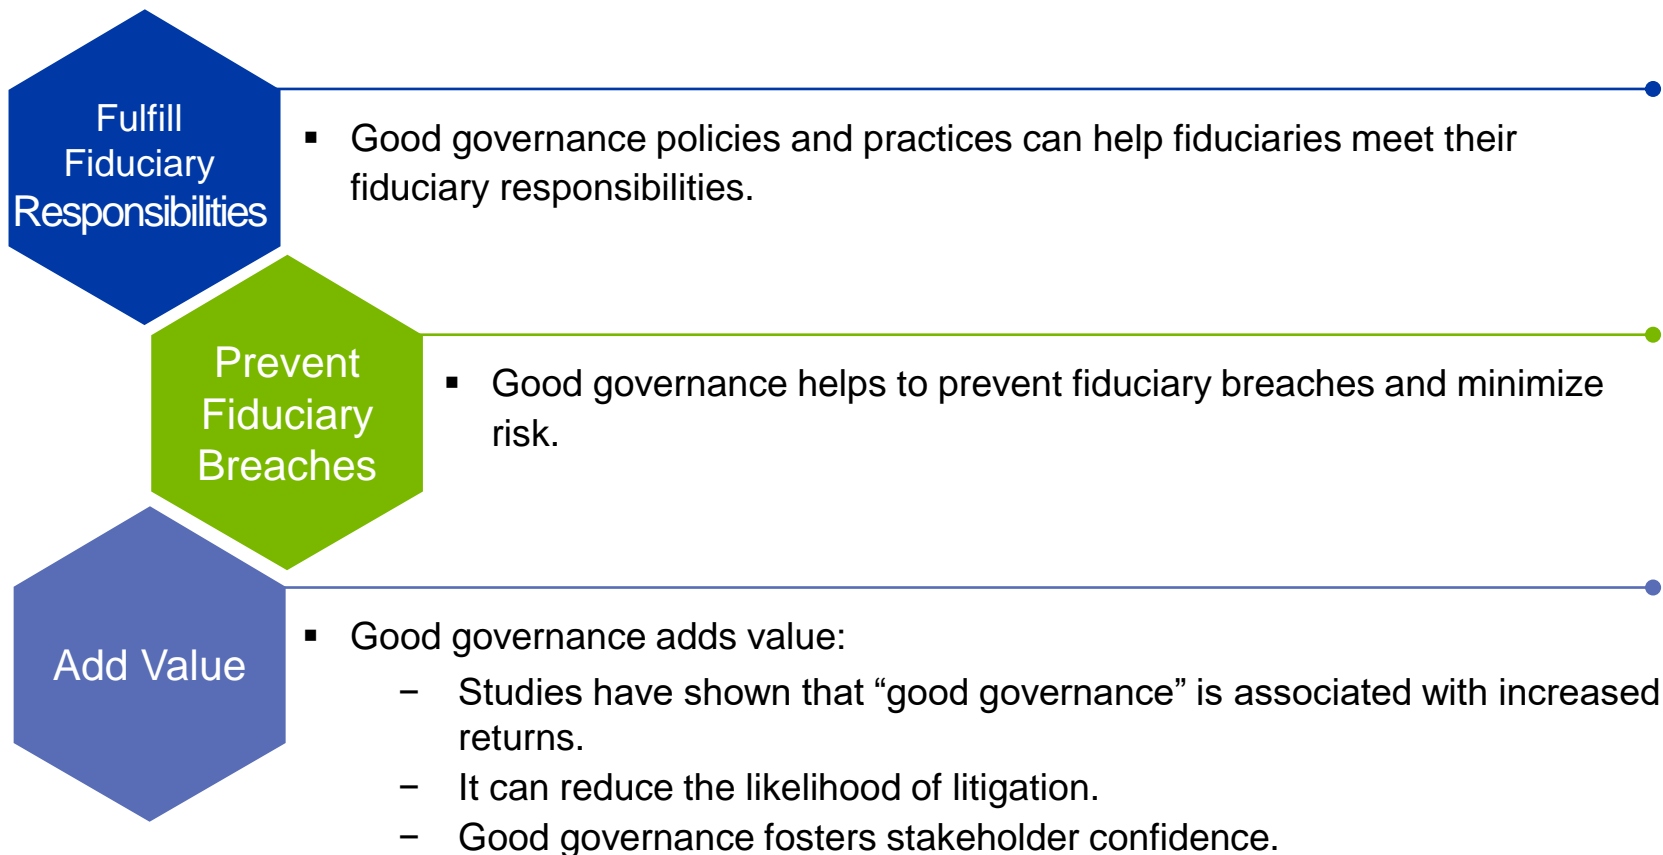 Fulfill
Fiduciary
Responsibilities
▪ Good governance policies and practices can help fiduciaries meet their
fiduciary responsibilities.
Prevent
Fiduciary
Breaches
▪ Good governance helps to prevent fiduciary breaches and minimize
risk.
Add Value
▪ Good governance adds value:
− Studies have shown that “good governance” is associated with increased
returns.
− It can reduce the likelihood of litigation.
− Good governance fosters stakeholder confidence.